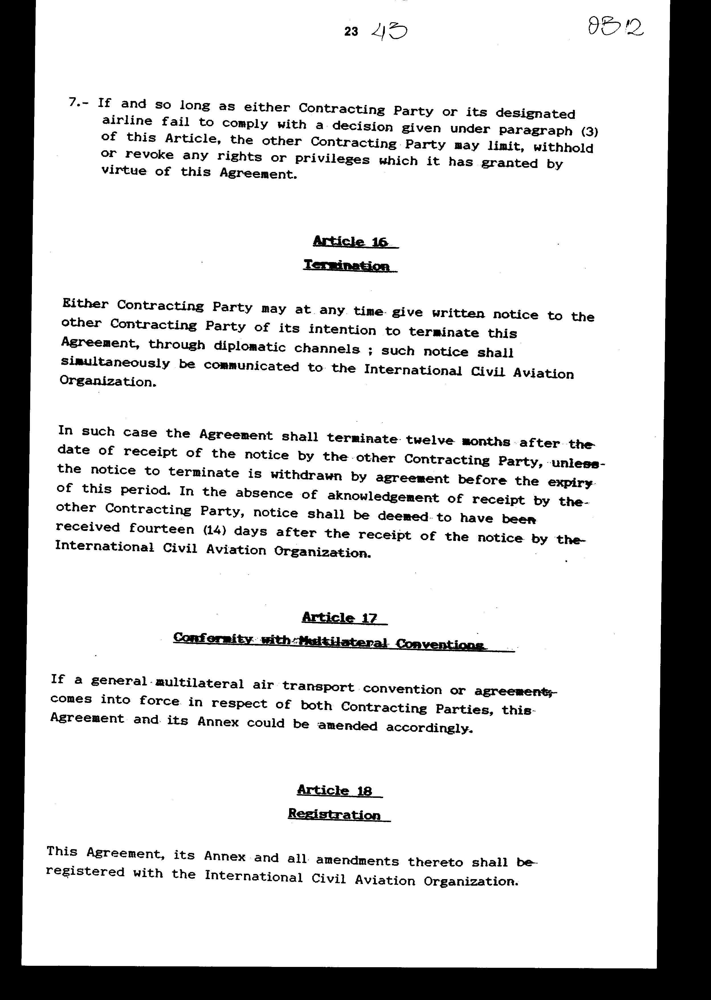 23 43 0512
7.- If and so long as either Contracting Party or its designated
airline fail to comply with a decision given under paragraph (3)
of this Article, the other Contracting Party may limit, withhold
or revoke any rights or privileges which it has granted by
virtue of this Agreement.
Article 16
Termination
Either Contracting Party may at any time give written notice to the
other Contracting Party of its intention to terminate this
Agreement, through diplomatic channels ; such notice shall
simultaneously be communicated to the International Civil Aviation
Organization.
In such case the Agreement shall terminate twelve months after the
date of receipt of the notice by the other Contracting Party, unless
the notice to terminate is withdrawn by agreement before the expiry
of this period. In the absence of aknowledgement of receipt by the
other Contracting Party, notice shall be deemed to have been
received fourteen (14) days after the receipt of the notice by the
International Civil Aviation Organization.
Article 17
Conformity with Multilateral Conventions
If a general multilateral air transport convention or agreement,
comes into force in respect of both Contracting Parties, this
Agreement and its Annex could be amended accordingly.
Article 18
Registration
This Agreement, its Annex and all amendments thereto shall be
registered with the International Civil Aviation Organization.